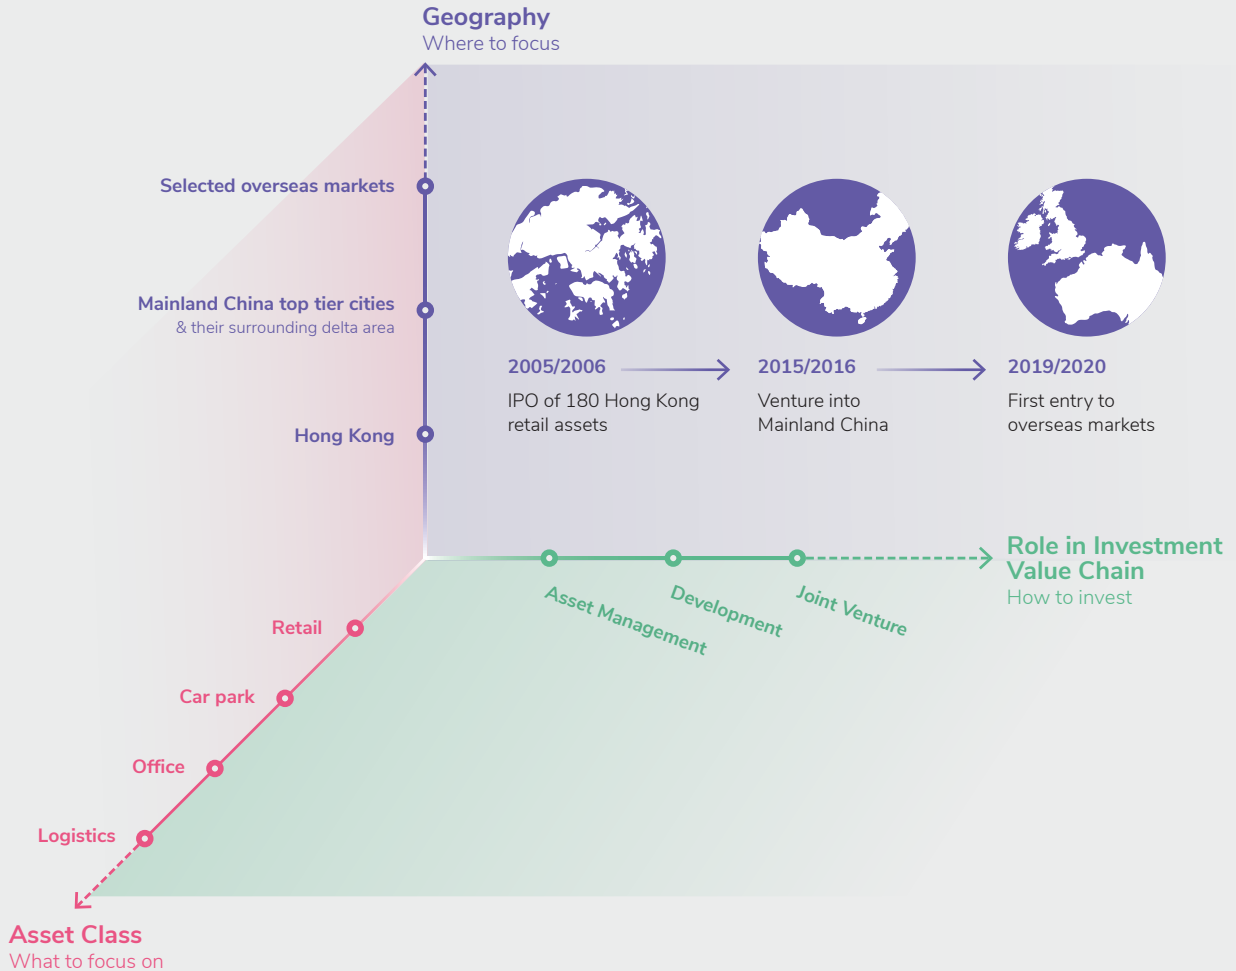 Geography
Where to focus
Selected overseas markets
Mainland China top tier cities
& their surrounding delta area
Hong Kong
2005/2006
IPO of 180 Hong Kong
retail assets
2015/2016
Venture into
Mainland China
2019/2020
First entry to
overseas markets
Role in Investment
Value Chain
How to invest
Asset Management
Development
Joint Venture
Retail
Car park
Office
Logistics
Asset Class
What to focus on